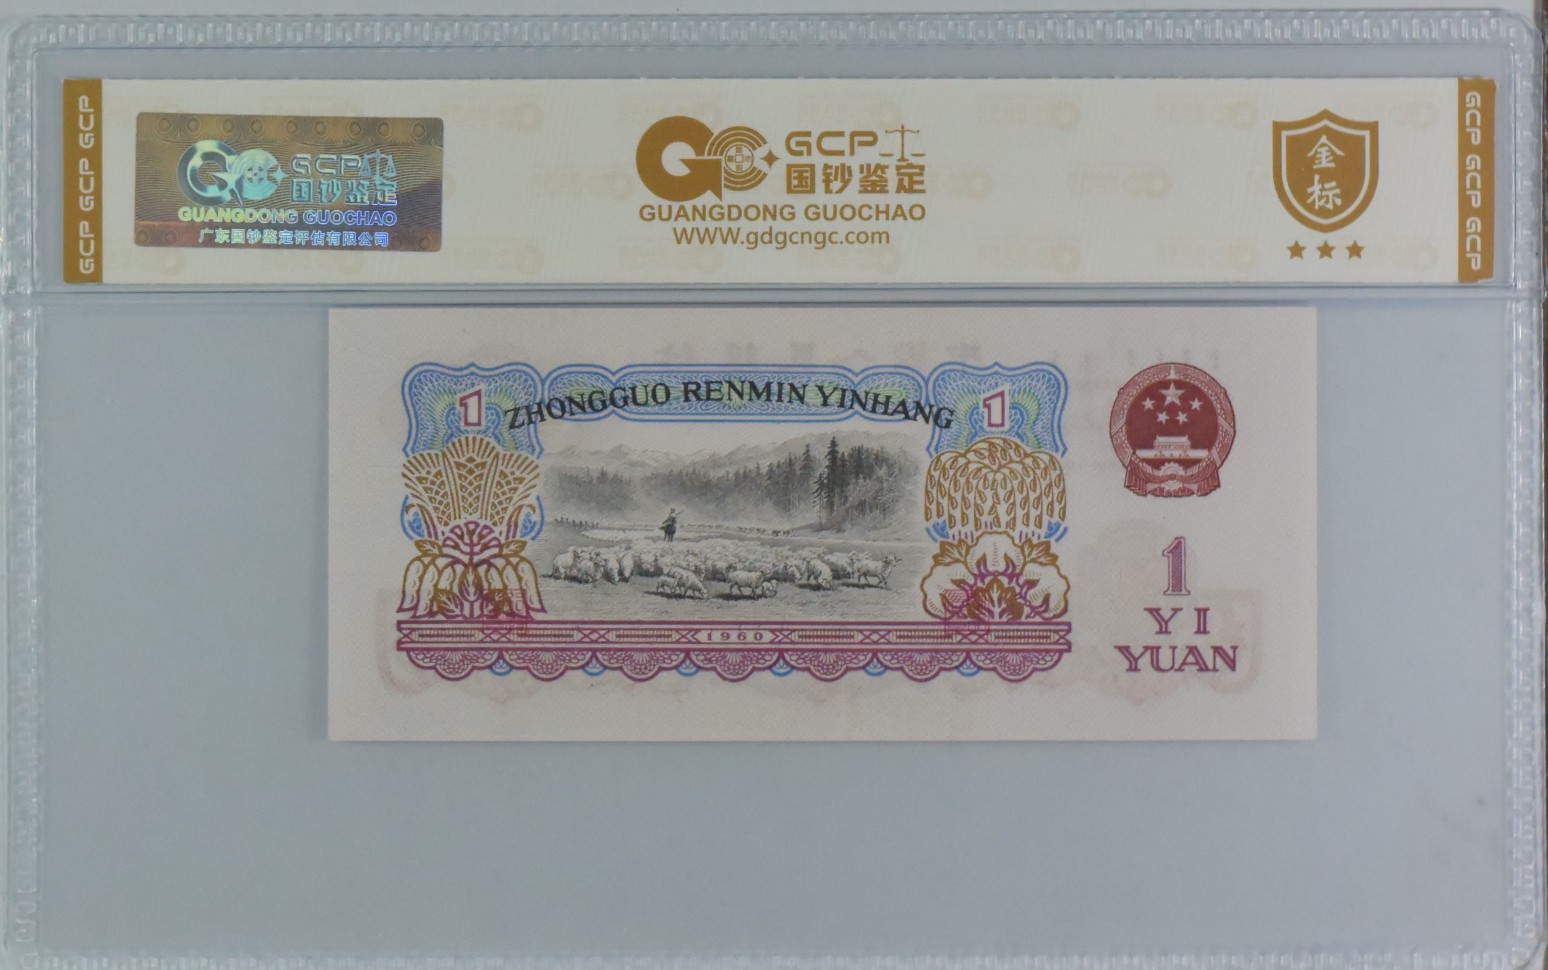 GCP GCP GCP
GCP
国钞鉴定
GUANGDONG GUOCHAO
广东国钞鉴定评估有限公司
GCP
国钞鉴定
GUANGDONG GUOCHAO
WWW.gdgcngc.com
金
标
GCP GCP GCP
1
ZHONGGUO RENMIN YINHANG
1
1960
1
YI
YUAN